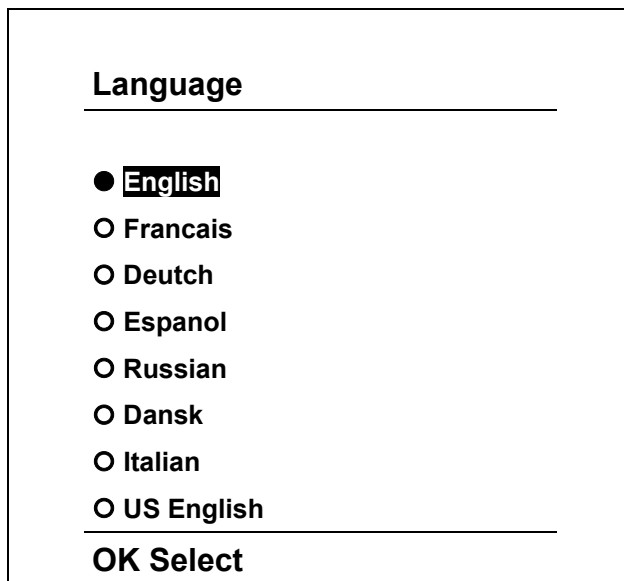 Language
English
Francais
Deutch
Espanol
Russian
Dansk
Italian
US English
OK Select